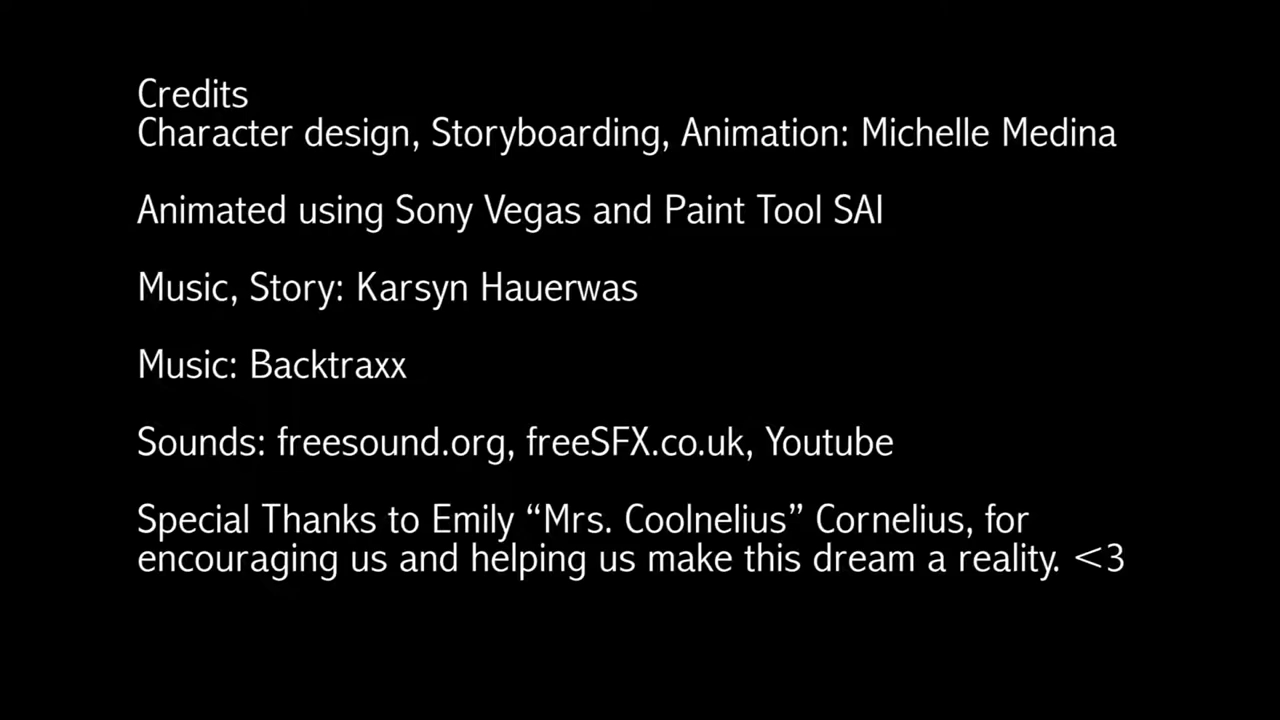 Credits
Character design, Storyboarding, Animation: Michelle Medina
Animated using Sony Vegas and Paint Tool SAI
Music, Story: Karsyn Hauerwas
Music: Backtraxx
Sounds: freesound.org, freeSFX.co.uk, Youtube
Special Thanks to Emily “Mrs. Coolnelius” Cornelius, for
encouraging us and helping us make this dream a reality. <3